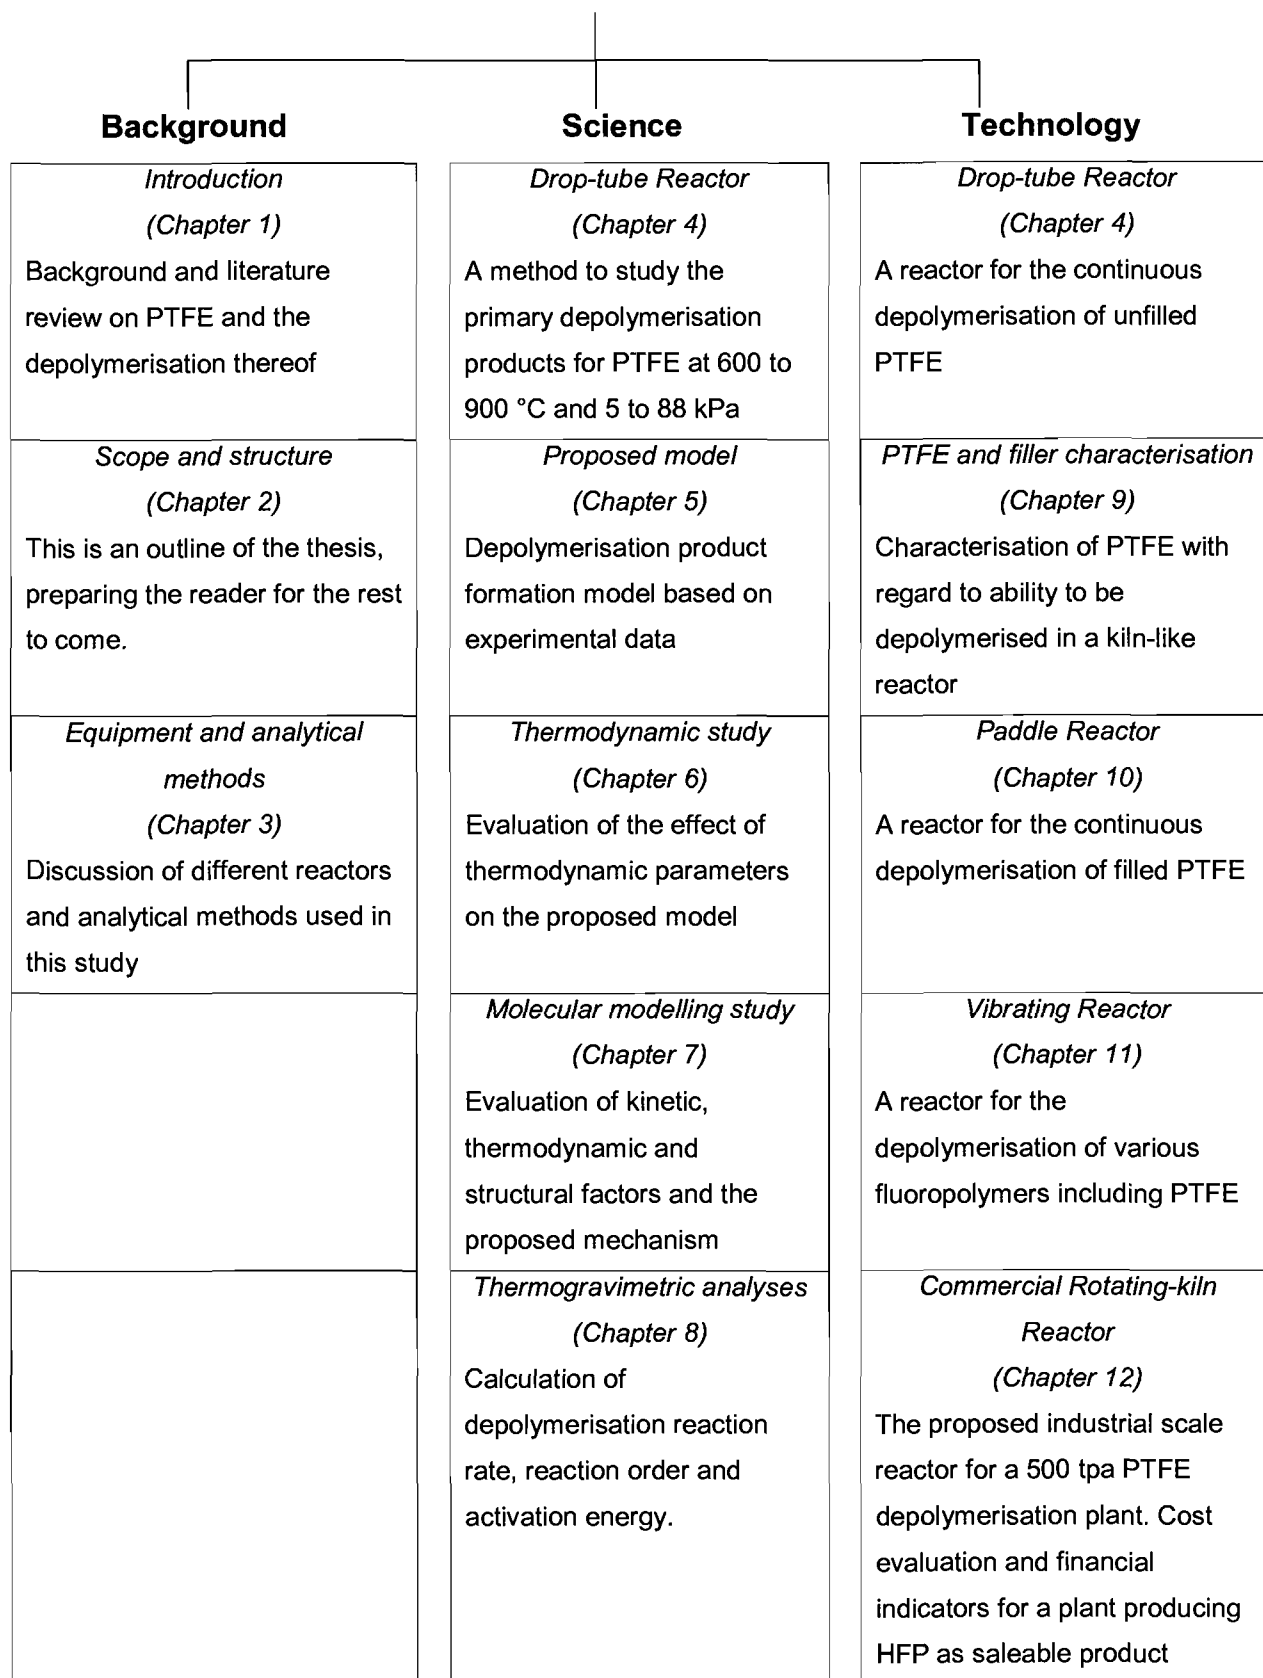 Background
Introduction
(Chapter 1)
Background and literature
review on PTFE and the
depolymerisation thereof
Scope and structure
(Chapter 2)
This is an outline of the thesis,
preparing the reader for the rest
to come.
Equipment and analytical
methods
(Chapter 3)
Discussion of different reactors
and analytical methods used in
this study
Science
Drop-tube Reactor
(Chapter 4)
A method to study the
primary depolymerisation
products for PTFE at 600 to
900 °C and 5 to 88 kPa
Proposed model
(Chapter 5)
Depolymerisation product
formation model based on
experimental data
Thermodynamic study
(Chapter 6)
Evaluation of the effect of
thermodynamic parameters
on the proposed model
Molecular modelling study
(Chapter 7)
Evaluation of kinetic,
thermodynamic and
structural factors and the
proposed mechanism
Thermogravimetric analyses
(Chapter 8)
Calculation of
depolymerisation reaction
rate, reaction order and
activation energy.
Technology
Drop-tube Reactor
(Chapter 4)
A reactor for the continuous
depolymerisation of unfilled
PTFE
PTFE and filler characterisation
(Chapter 9)
Characterisation of PTFE with
regard to ability to be
depolymerised in a kiln-like
reactor
Paddle Reactor
(Chapter 10)
A reactor for the continuous
depolymerisation of filled PTFE
Vibrating Reactor
(Chapter 11)
A reactor for the
depolymerisation of various
fluoropolymers including PTFE
Commercial Rotating-kiln
Reactor
(Chapter 12)
The proposed industrial scale
reactor for a 500 tpa PTFE
depolymerisation plant. Cost
evaluation and financial
indicators for a plant producing
HFP as saleable product